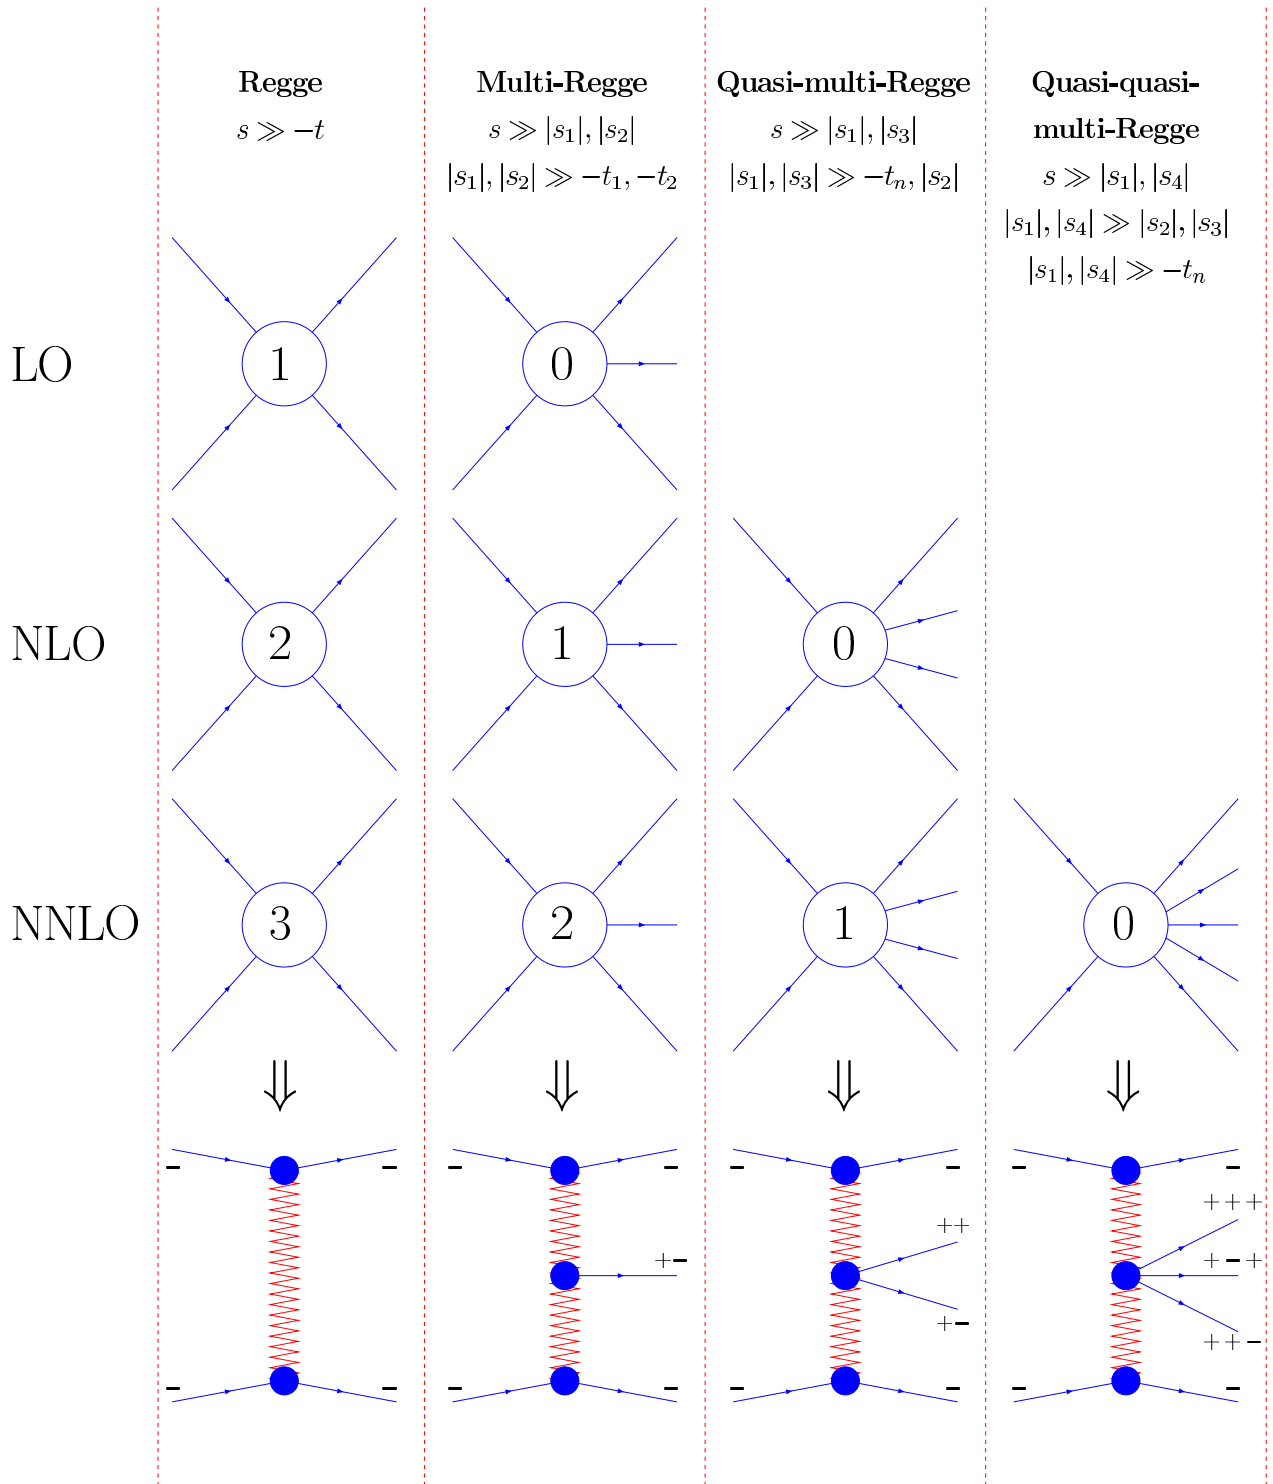 Regge
s ≫ −t
Multi-Regge
s ≫ |s₁|, |s₂|
|s₁|, |s₂| ≫ −t₁, −t₂
Quasi-multi-Regge
s ≫ |s₁|, |s₃|
|s₁|, |s₃| ≫ −tₙ, |s₂|
Quasi-quasi-
multi-Regge
s ≫ |s₁|, |s₄|
|s₁|, |s₄| ≫ |s₂|, |s₃|
|s₁|, |s₄| ≫ −tₙ
LO 1 0
NLO 2 1 0
NNLO 3 2 1 0
⇓ ⇓ ⇓ ⇓
− − − − − − − −
+++
++
+− +−+
+−
++−
− − − − − − − −